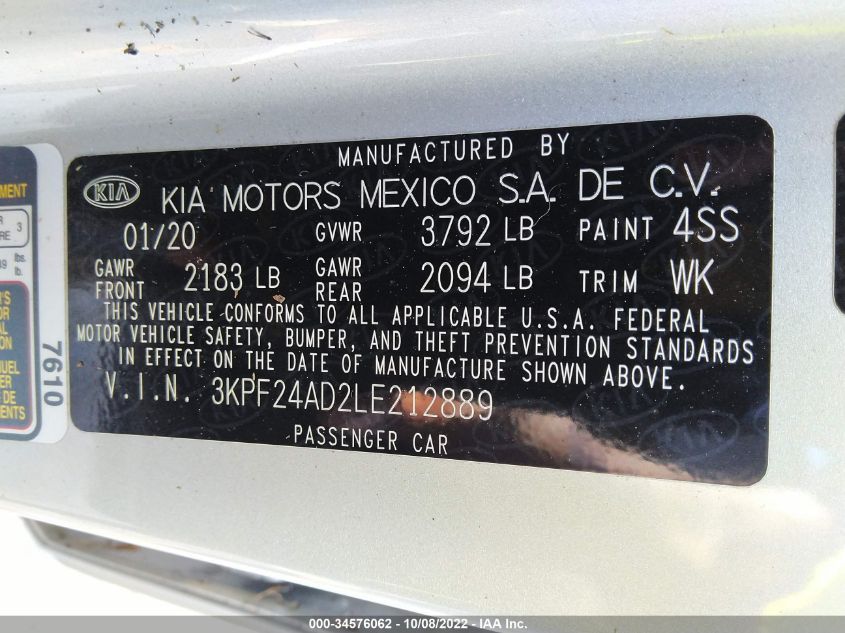 MANUFACTURED BY
KIA KIA MOTORS MEXICO S.A. DE C.V.
01/20 GVWR 3792 LB PAINT 4SS
GAWR FRONT 2183 LB GAWR REAR 2094 LB TRIM WK
THIS VEHICLE CONFORMS TO ALL APPLICABLE U.S.A. FEDERAL
MOTOR VEHICLE SAFETY, BUMPER, AND THEFT PREVENTION STANDARDS
IN EFFECT ON THE DATE OF MANUFACTURE SHOWN ABOVE.
V.I.N. 3KPF24AD2LE212889
PASSENGER CAR
7610
3
lbs.
lb.
000-34576062 - 10/08/2022 - IAA Inc.